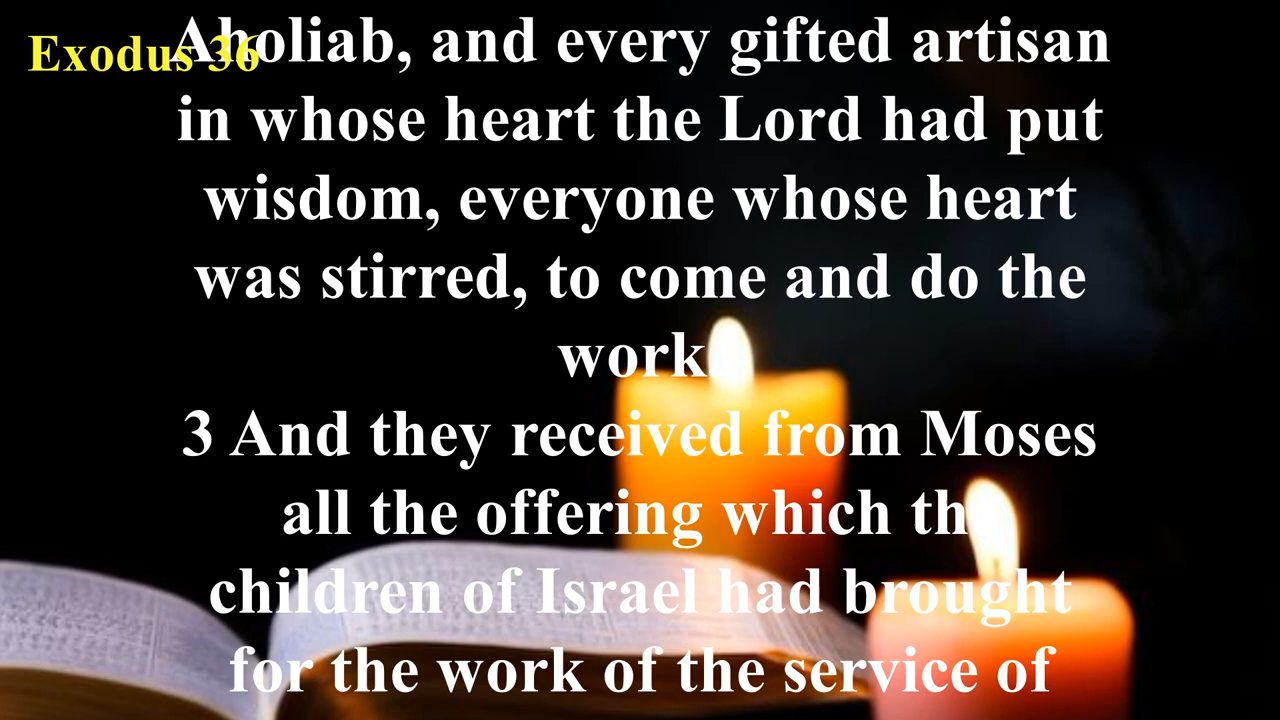 Exodus 36
Aholiab, and every gifted artisan
in whose heart the Lord had put
wisdom, everyone whose heart
was stirred, to come and do the
work.
3 And they received from Moses
all the offering which the
children of Israel had brought
for the work of the service of